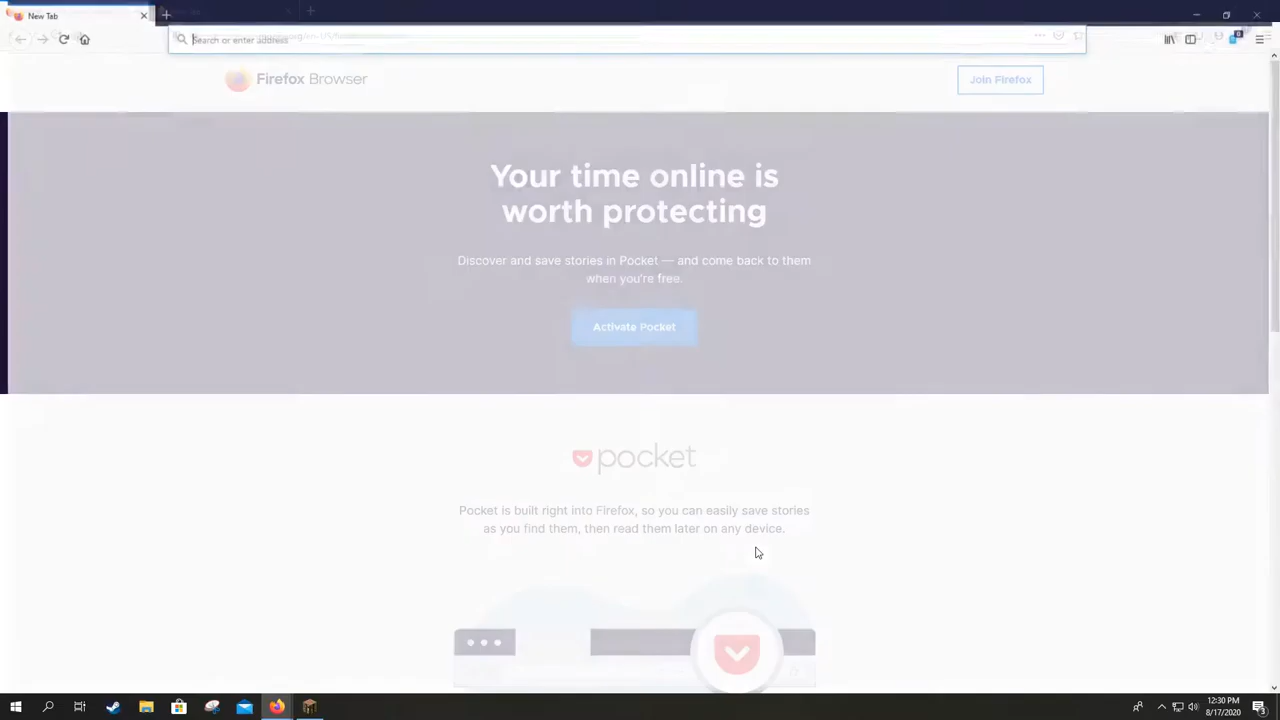 New Tab
Search or enter address
Firefox Browser
Join Firefox
Your time online is
worth protecting
Discover and save stories in Pocket — and come back to them
when you're free.
Activate Pocket
pocket
Pocket is built right into Firefox, so you can easily save stories
as you find them, then read them later on any device.
12:30 PM
8/17/2020